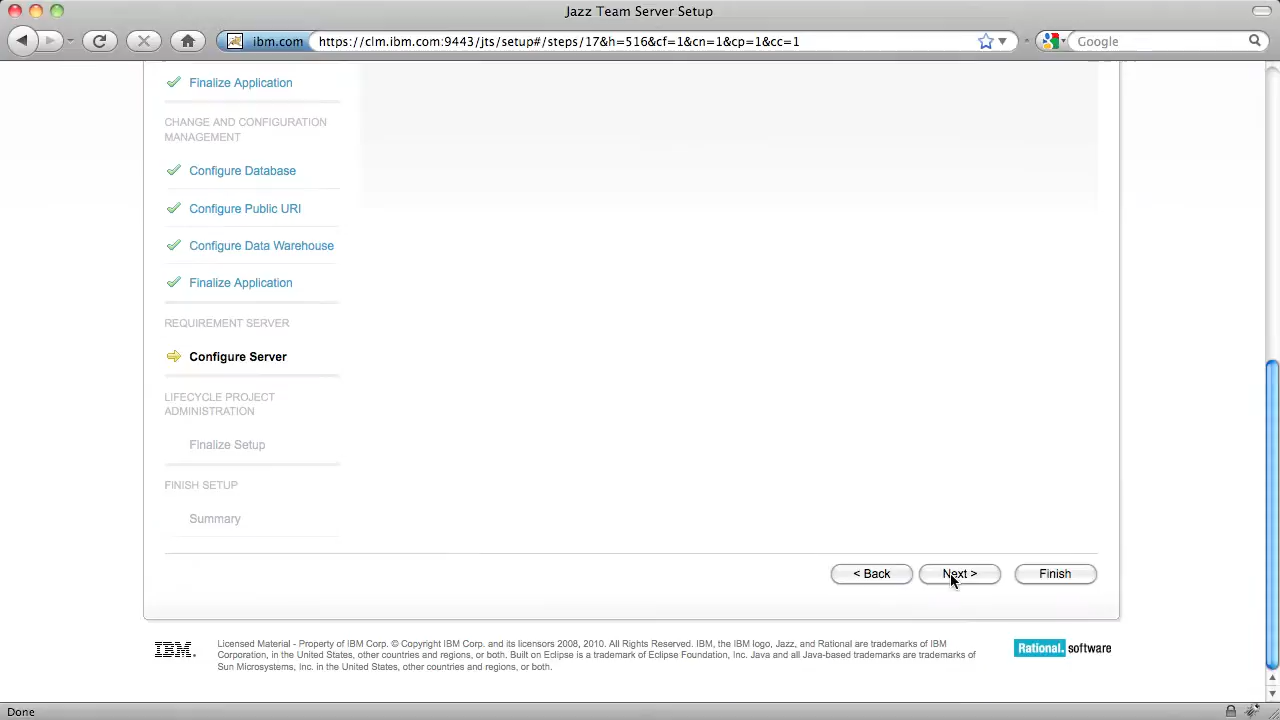 Jazz Team Server Setup
ibm.com https://clm.ibm.com:9443/jts/setup#/steps/17&h=516&cf=1&cn=1&cp=1&cc=1 Google
Finalize Application
CHANGE AND CONFIGURATION
MANAGEMENT
Configure Database
Configure Public URI
Configure Data Warehouse
Finalize Application
REQUIREMENT SERVER
Configure Server
LIFECYCLE PROJECT
ADMINISTRATION
Finalize Setup
FINISH SETUP
Summary
< Back Next > Finish
IBM. Licensed Material - Property of IBM Corp. © Copyright IBM Corp. and its licensors 2008, 2010. All Rights Reserved. IBM, the IBM logo, Jazz, and Rational are trademarks of IBM
Corporation, in the United States, other countries and regions, or both. Built on Eclipse is a trademark of Eclipse Foundation, Inc. Java and all Java-based trademarks are trademarks of
Sun Microsystems, Inc. in the United States, other countries and regions, or both.
Rational. software
Done